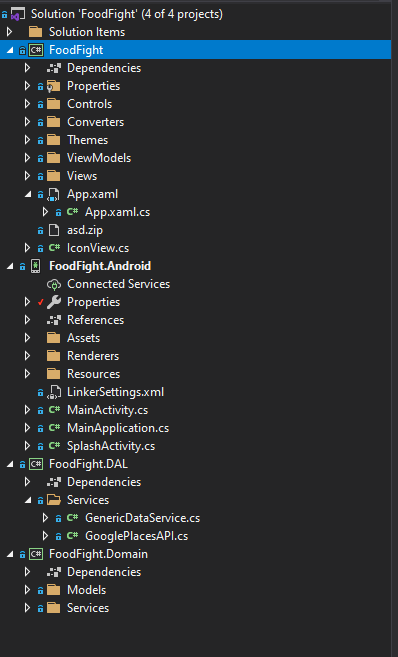 Solution 'FoodFight' (4 of 4 projects)
Solution Items
C# FoodFight
Dependencies
Properties
Controls
Converters
Themes
ViewModels
Views
App.xaml
C# App.xaml.cs
asd.zip
C# IconView.cs
FoodFight.Android
Connected Services
Properties
References
Assets
Renderers
Resources
LinkerSettings.xml
C# MainActivity.cs
C# MainApplication.cs
C# SplashActivity.cs
C# FoodFight.DAL
Dependencies
Services
C# GenericDataService.cs
C# GooglePlacesAPI.cs
C# FoodFight.Domain
Dependencies
Models
Services